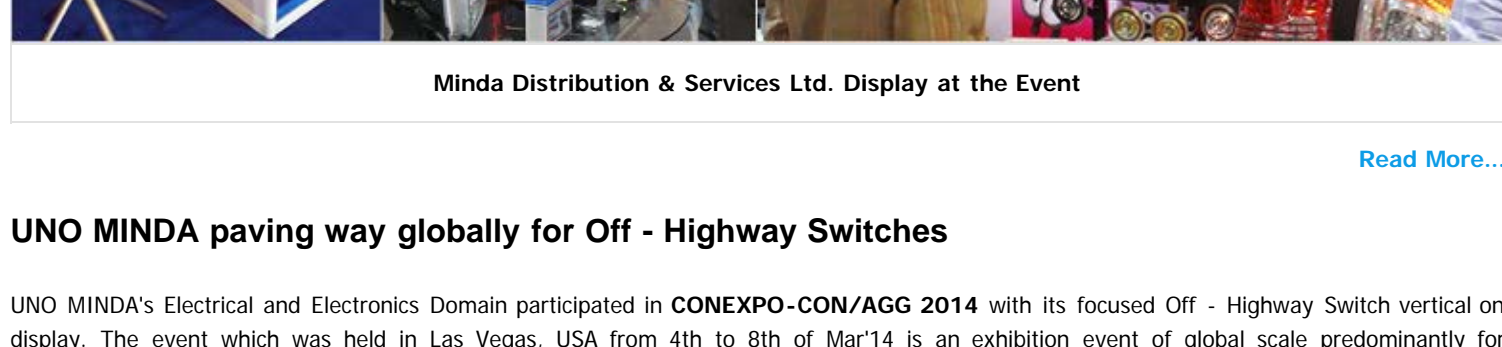 Minda Distribution & Services Ltd. Display at the Event
Read More...
UNO MINDA paving way globally for Off - Highway Switches
UNO MINDA's Electrical and Electronics Domain participated in CONEXPO-CON/AGG 2014 with its focused Off - Highway Switch vertical on
display. The event which was held in Las Vegas, USA from 4th to 8th of Mar'14 is an exhibition event of global scale predominantly for